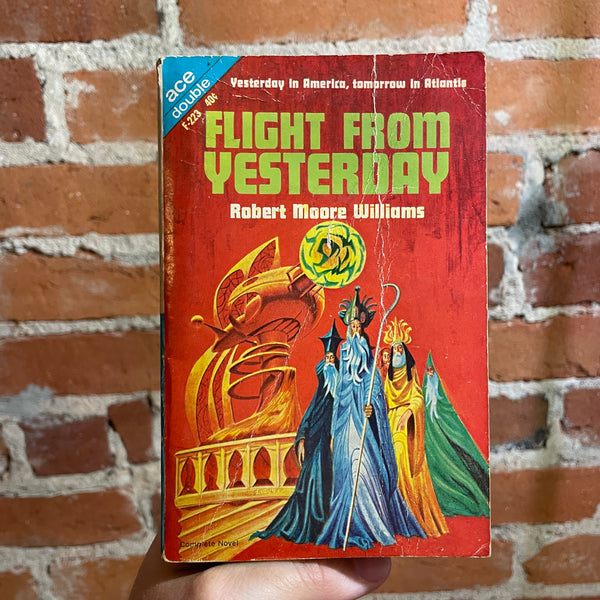 ace
double
F-223 40¢
Yesterday in America, tomorrow in Atlantis
FLIGHT FROM
YESTERDAY
Robert Moore Williams
Complete Novel